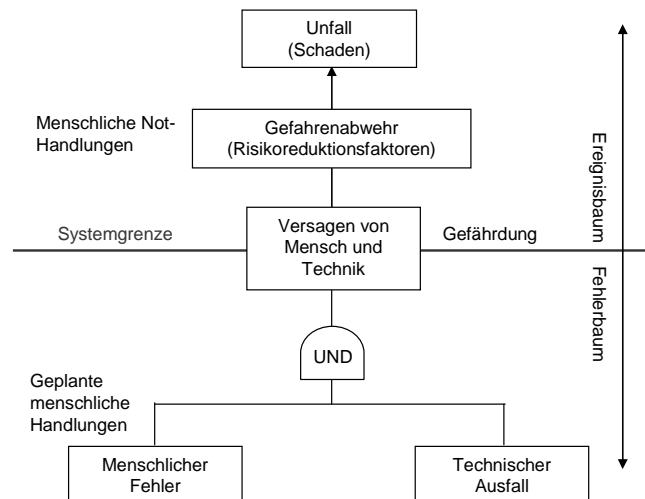 Unfall
(Schaden)
Menschliche Not-
Handlungen
Gefahrenabwehr
(Risikoreduktionsfaktoren)
Ereignisbaum
Systemgrenze
Versagen von
Mensch und
Technik
Gefährdung
Fehlerbaum
UND
Geplante
menschliche
Handlungen
Menschlicher
Fehler
Technischer
Ausfall